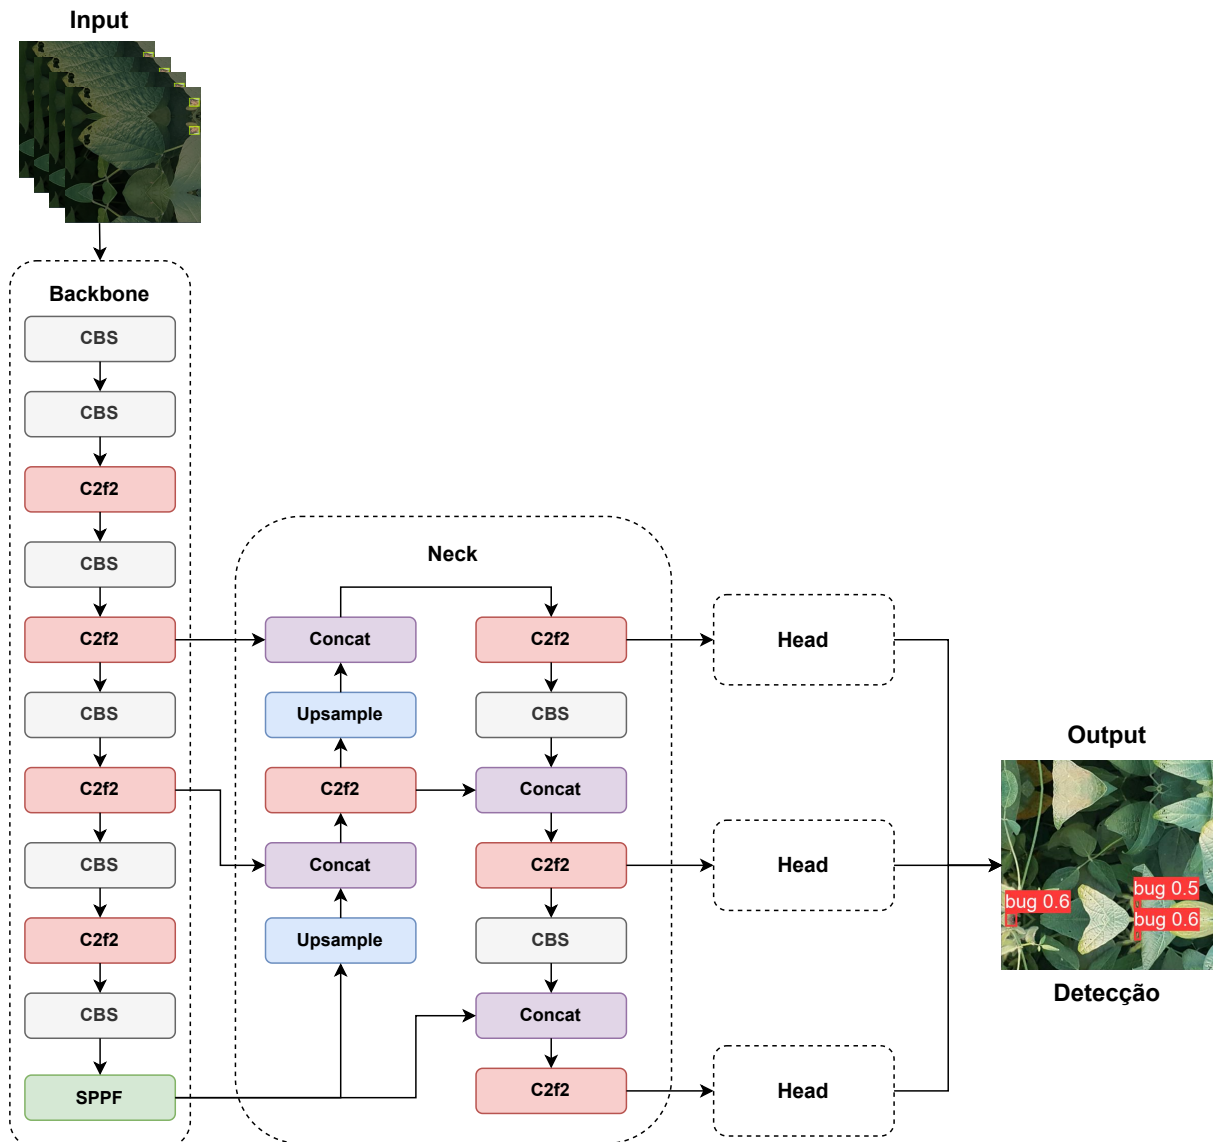 Input
Backbone
CBS
CBS
C2f2
CBS
C2f2
CBS
C2f2
CBS
C2f2
CBS
SPPF
Neck
Concat
Upsample
C2f2
Concat
Upsample
C2f2
CBS
Concat
C2f2
CBS
Concat
C2f2
Head
Head
Head
Output
bug 0.6
bug 0.5
bug 0.6
Detecção